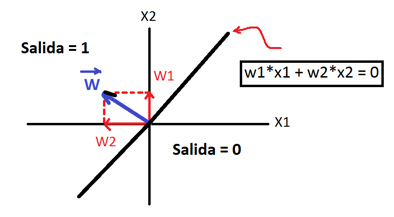 X2
Salida = 1
W
W1
w1*x1 + w2*x2 = 0
X1
W2
Salida = 0